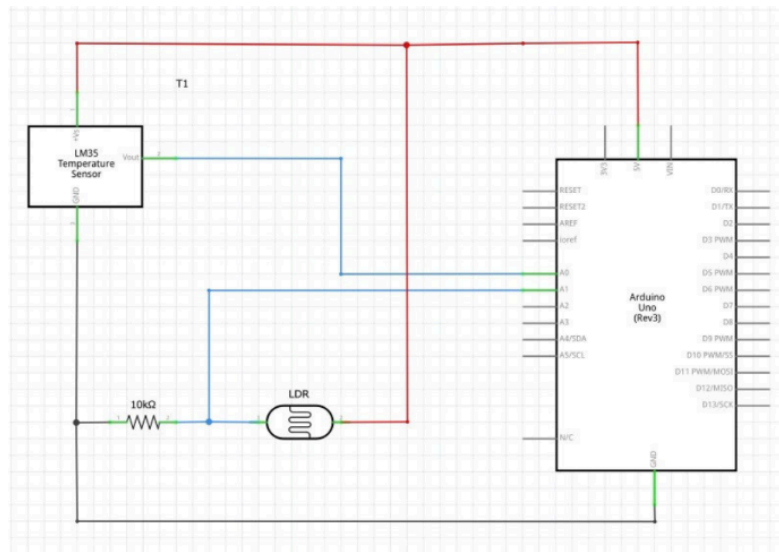 T1
+Vs
LM35
Temperature
Sensor
Vout
GND
3V3
5V
VIN
RESET
RESET2
AREF
ioref
A0
A1
A2
A3
A4/SDA
A5/SCL
N/C
Arduino
Uno
(Rev3)
D0/RX
D1/TX
D2
D3 PWM
D4
D5 PWM
D6 PWM
D7
D8
D9 PWM
D10 PWM/SS
D11 PWM/MOSI
D12/MISO
D13/SCK
GND
10kΩ
LDR